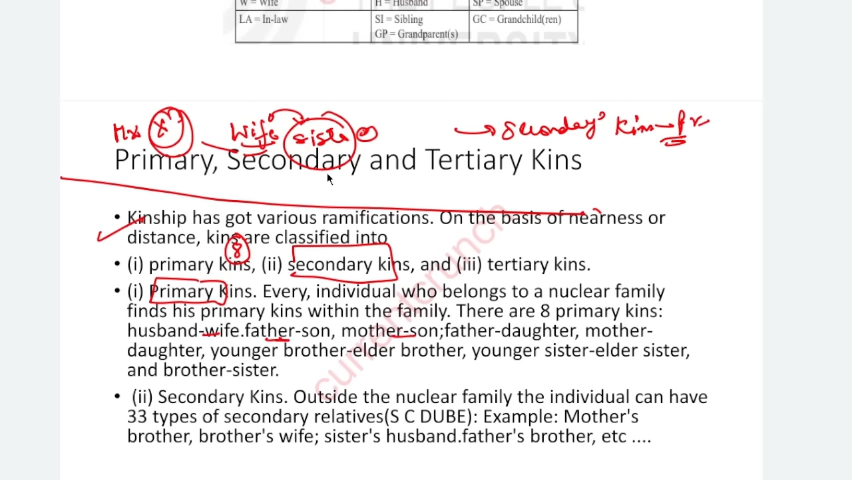 W = Wife H = Husband SP = Spouse
LA = In-law SI = Sibling GC = Grandchild(ren)
GP = Grandparent(s)
UNIVERSITY
Mr X Wife Sister Secondary Kin
Primary, Secondary and Tertiary Kins
• Kinship has got various ramifications. On the basis of nearness or
distance, kins are classified into
8
• (i) primary kins, (ii) secondary kins, and (iii) tertiary kins.
• (i) Primary Kins. Every, individual who belongs to a nuclear family
finds his primary kins within the family. There are 8 primary kins:
husband-wife.father-son, mother-son;father-daughter, mother-
daughter, younger brother-elder brother, younger sister-elder sister,
and brother-sister.
• (ii) Secondary Kins. Outside the nuclear family the individual can have
33 types of secondary relatives(S C DUBE): Example: Mother's
brother, brother's wife; sister's husband.father's brother, etc ....
currentcrunch